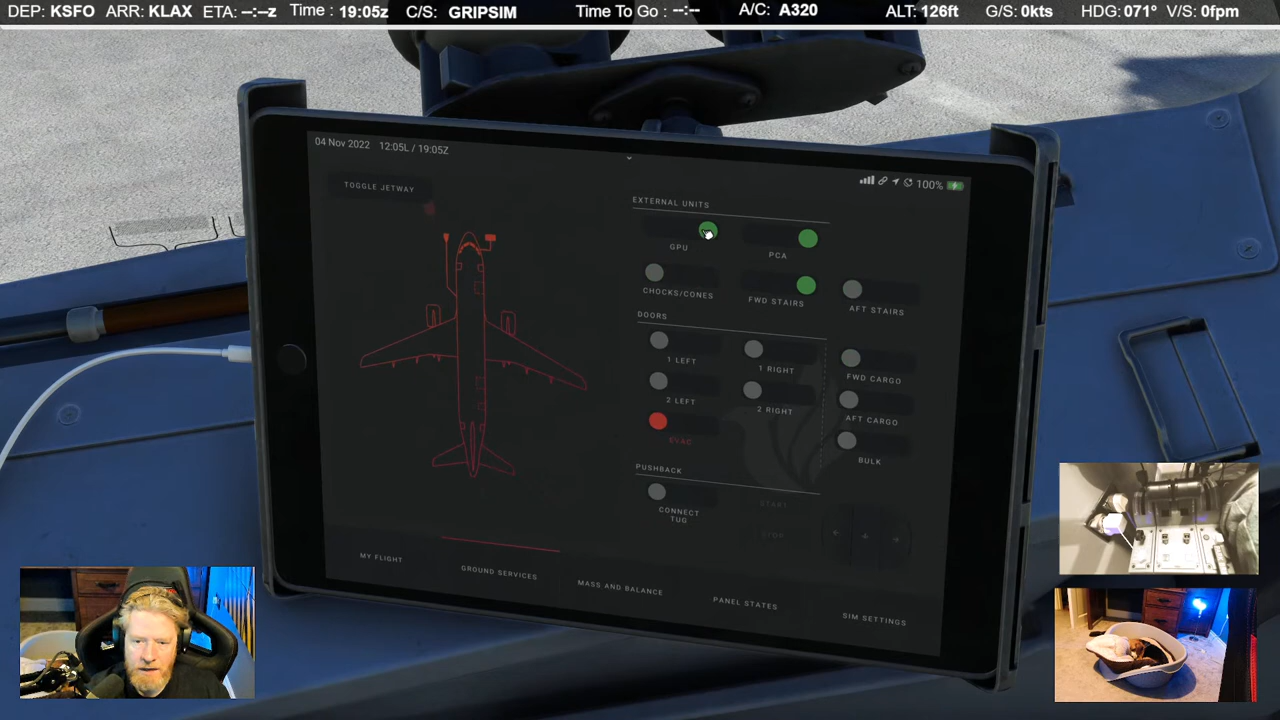 DEP: KSFO ARR: KLAX ETA: --:--z Time : 19:05z C/S: GRIPSIM Time To Go : --:-- A/C: A320 ALT: 126ft G/S: 0kts HDG: 071° V/S: 0fpm
04 Nov 2022 12:05L / 19:05Z
100%
TOGGLE JETWAY
EXTERNAL UNITS
GPU PCA
CHOCKS/CONES FWD STAIRS AFT STAIRS
DOORS
1 LEFT 1 RIGHT FWD CARGO
2 LEFT 2 RIGHT AFT CARGO
EVAC BULK
PUSHBACK
START
CONNECT
TUG
STOP
MY FLIGHT GROUND SERVICES MASS AND BALANCE PANEL STATES SIM SETTINGS